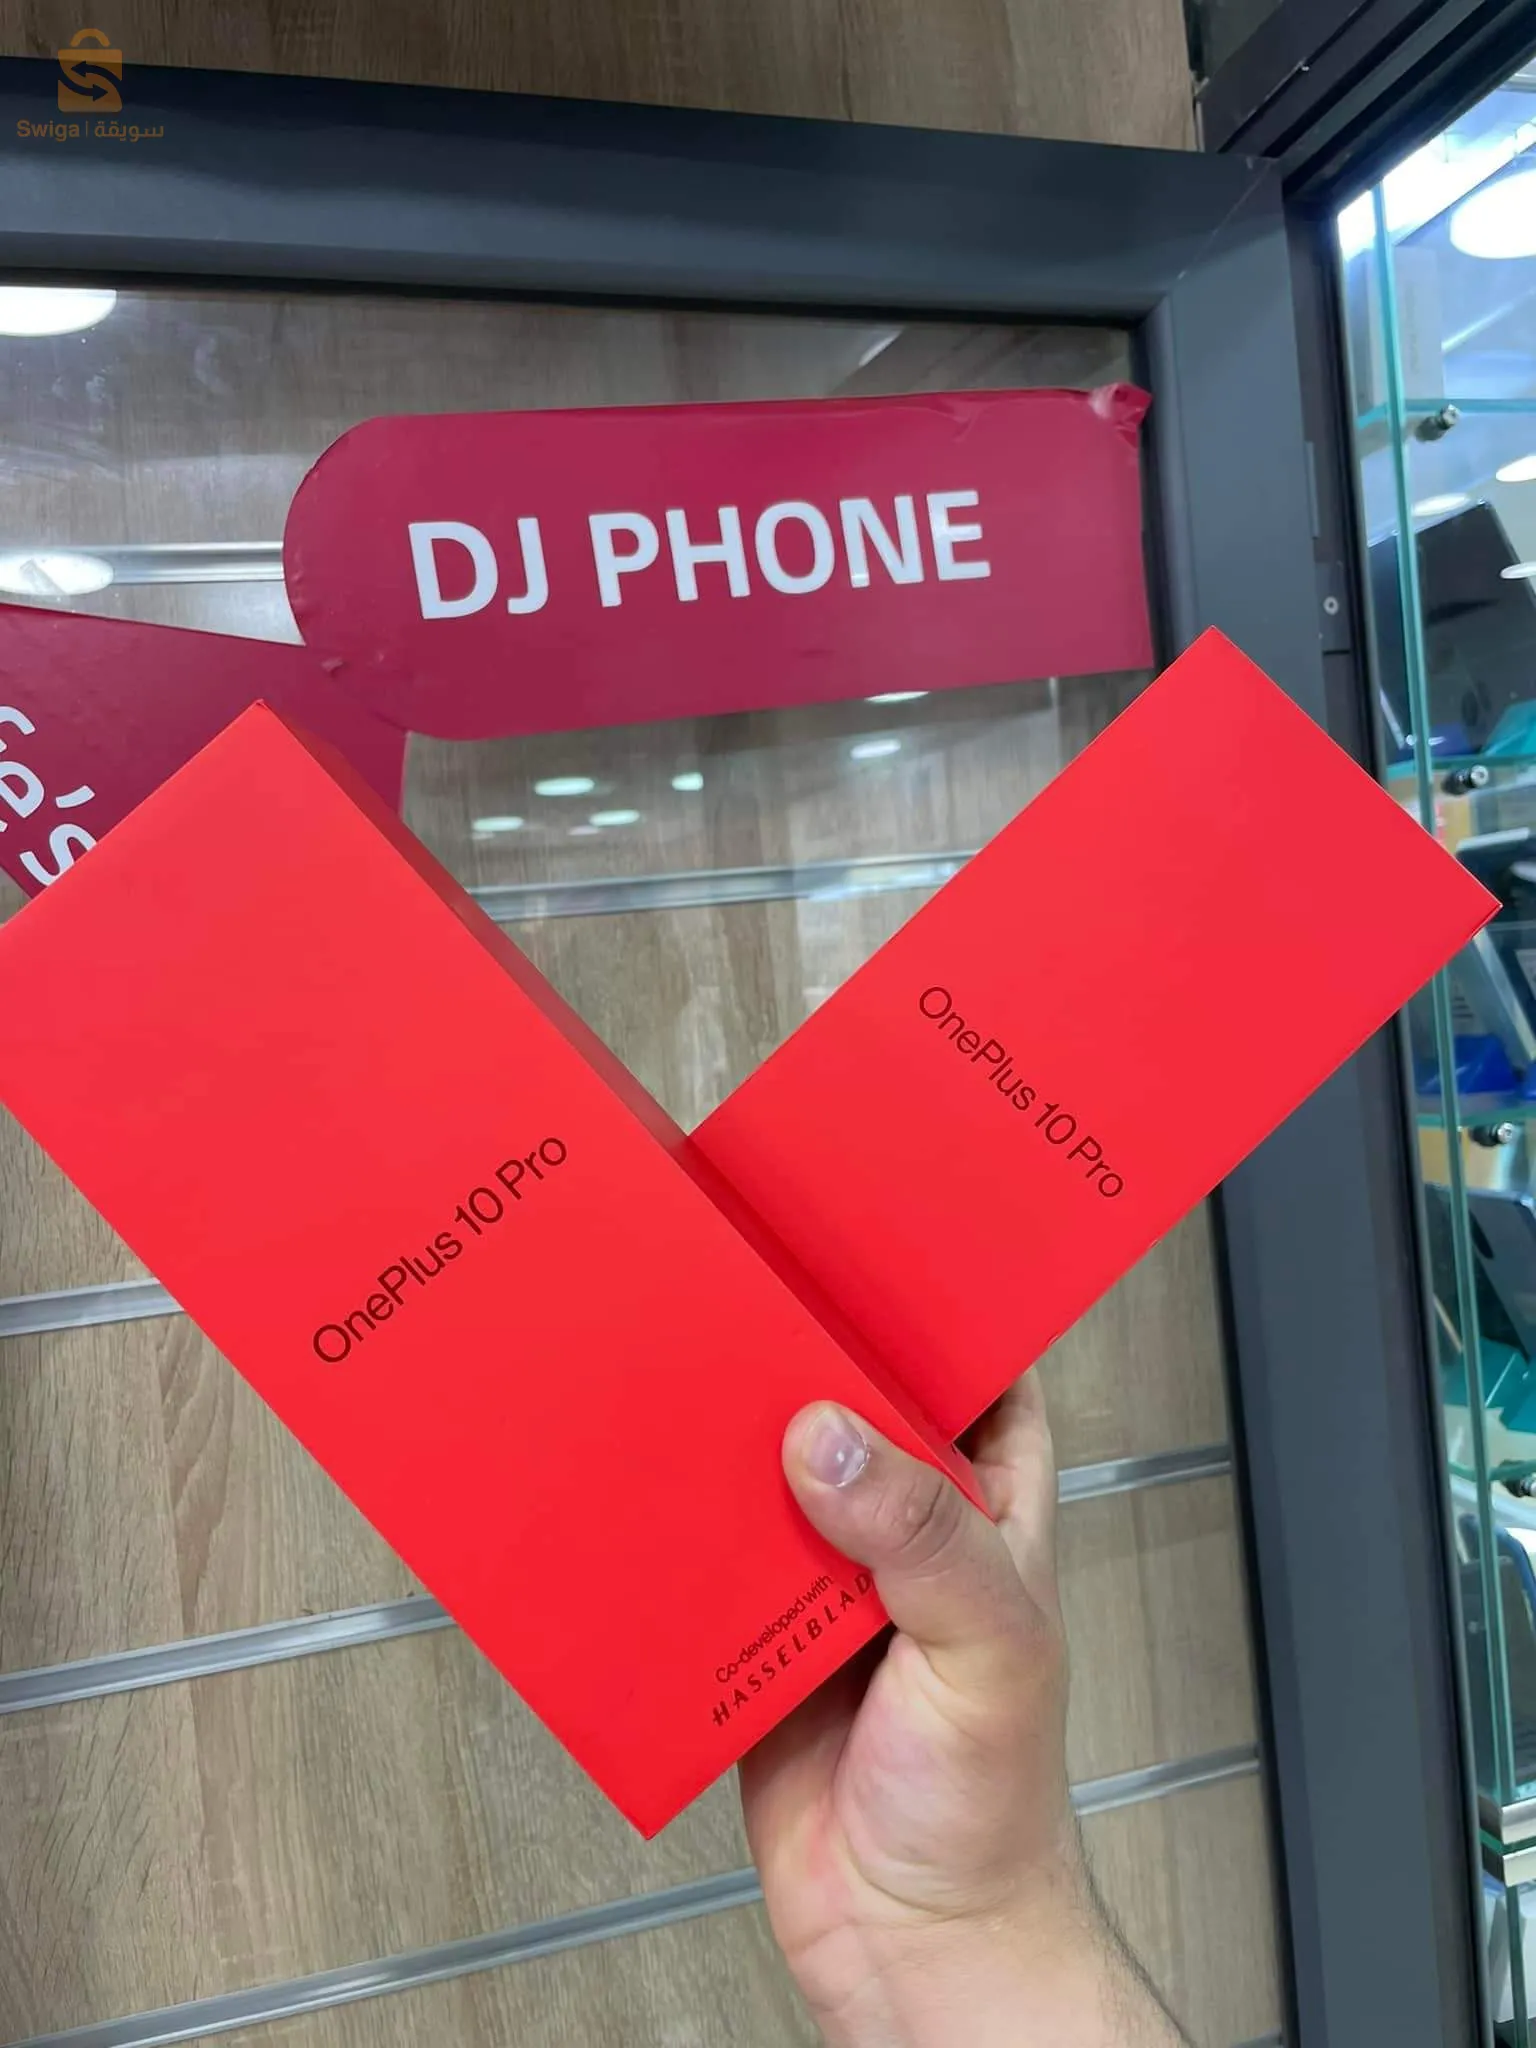 Swiga | سويقة
DJ PHONE
OnePlus 10 Pro
OnePlus 10 Pro
Co-developed with
HASSELBLAD